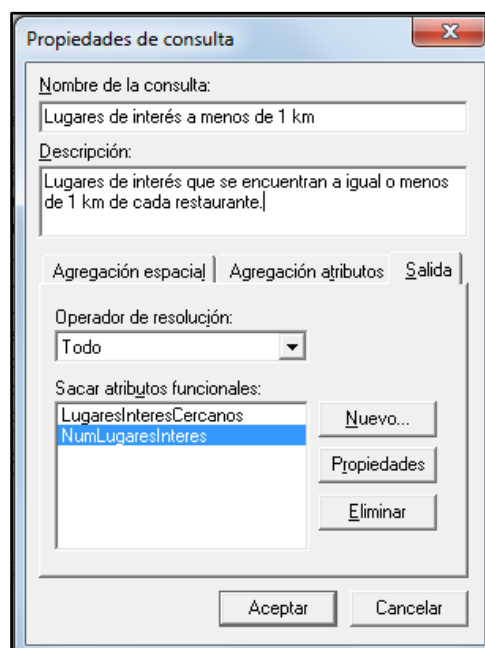 Propiedades de consulta
Nombre de la consulta:
Lugares de interés a menos de 1 km
Descripción:
Lugares de interés que se encuentran a igual o menos
de 1 km de cada restaurante.
Agregación espacial Agregación atributos Salida
Operador de resolución:
Todo
Sacar atributos funcionales:
LugaresInteresCercanos
NumLugaresInteres
Nuevo...
Propiedades
Eliminar
Aceptar Cancelar